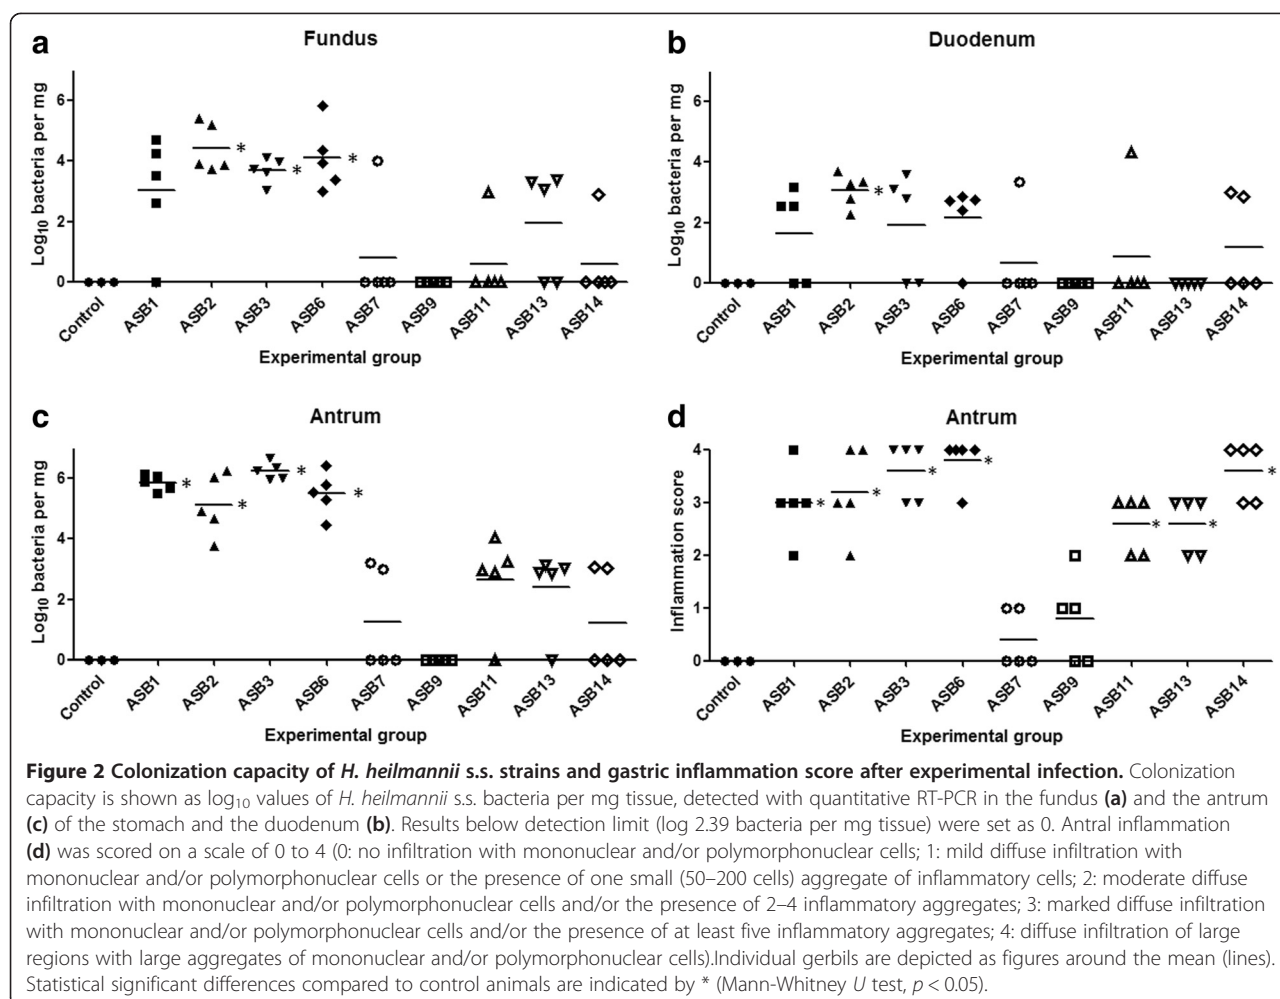 a
Fundus
Log10 bacteria per mg
6
4
2
0
Control
ASB1
ASB2
ASB3
ASB6
ASB7
ASB9
ASB11
ASB13
ASB14
Experimental group
* * *
b
Duodenum
Log10 bacteria per mg
6
4
2
0
Control
ASB1
ASB2
ASB3
ASB6
ASB7
ASB9
ASB11
ASB13
ASB14
Experimental group
*
c
Antrum
Log10 bacteria per mg
6
4
2
0
Control
ASB1
ASB2
ASB3
ASB6
ASB7
ASB9
ASB11
ASB13
ASB14
Experimental group
* * * *
d
Antrum
Inflammation score
4
3
2
1
0
Control
ASB1
ASB2
ASB3
ASB6
ASB7
ASB9
ASB11
ASB13
ASB14
Experimental group
* * * * * * *
Figure 2 Colonization capacity of H. heilmannii s.s. strains and gastric inflammation score after experimental infection. Colonization
capacity is shown as log10 values of H. heilmannii s.s. bacteria per mg tissue, detected with quantitative RT-PCR in the fundus (a) and the antrum
(c) of the stomach and the duodenum (b). Results below detection limit (log 2.39 bacteria per mg tissue) were set as 0. Antral inflammation
(d) was scored on a scale of 0 to 4 (0: no infiltration with mononuclear and/or polymorphonuclear cells; 1: mild diffuse infiltration with
mononuclear and/or polymorphonuclear cells or the presence of one small (50–200 cells) aggregate of inflammatory cells; 2: moderate diffuse
infiltration with mononuclear and/or polymorphonuclear cells and/or the presence of 2–4 inflammatory aggregates; 3: marked diffuse infiltration
with mononuclear and/or polymorphonuclear cells and/or the presence of at least five inflammatory aggregates; 4: diffuse infiltration of large
regions with large aggregates of mononuclear and/or polymorphonuclear cells).Individual gerbils are depicted as figures around the mean (lines).
Statistical significant differences compared to control animals are indicated by * (Mann-Whitney U test, p < 0.05).